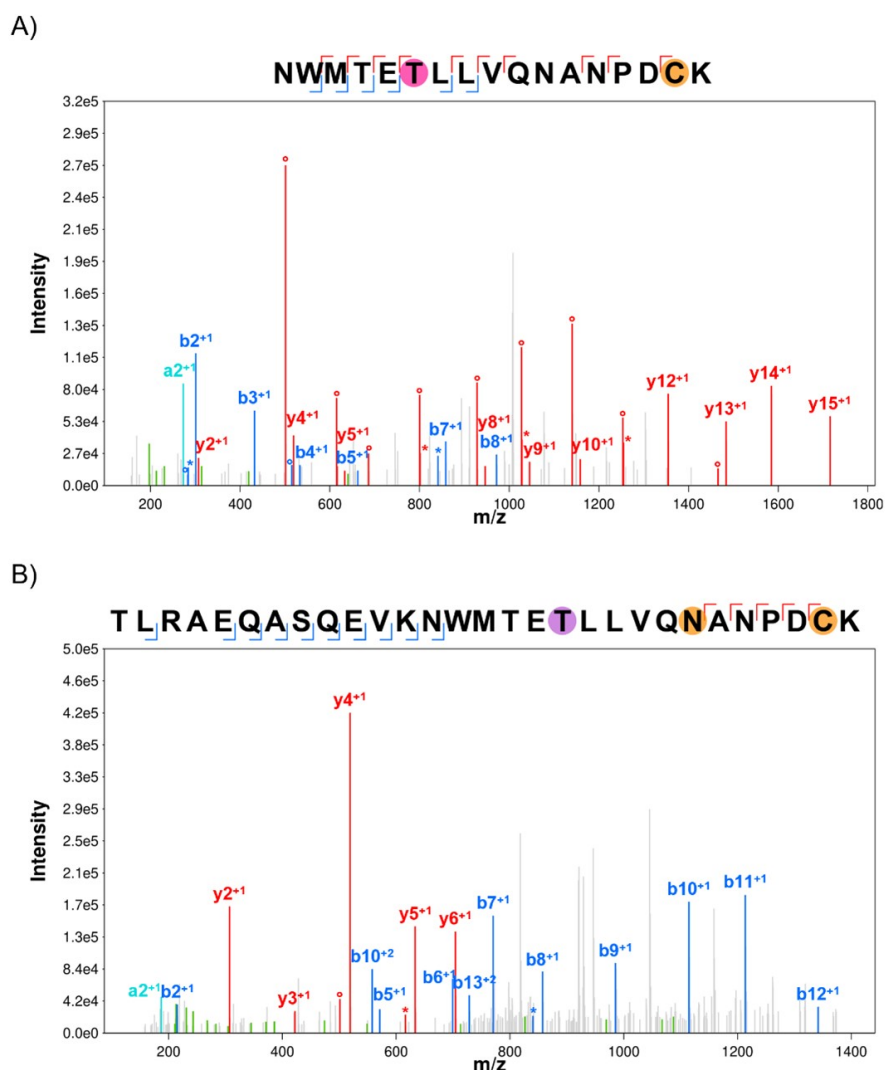 A)
NWMTETLLVQNANPDCK
3.2e5
2.9e5
2.7e5
2.4e5
2.1e5
1.9e5
1.6e5
1.3e5
1.1e5
8.0e4
5.3e4
2.7e4
0.0e0
Intensity
a2+1
b2+1
y2+1
b3+1
y4+1
b4+1
y5+1
b5+1
b7+1
y8+1
b8+1
y9+1
y10+1
y12+1
y13+1
y14+1
y15+1
200 400 600 800 1000 1200 1400 1600 1800
m/z
B)
TLRAEQASQEVKNWMTETLLVQNANPDCK
5.0e5
4.6e5
4.2e5
3.8e5
3.3e5
2.9e5
2.5e5
2.1e5
1.7e5
1.3e5
8.4e4
4.2e4
0.0e0
Intensity
a2+1
b2+1
y2+1
y3+1
y4+1
b10+2
b5+1
y5+1
y6+1
b6+1
b13+2
b7+1
b8+1
b9+1
b10+1
b11+1
b12+1
200 400 600 800 1000 1200 1400
m/z